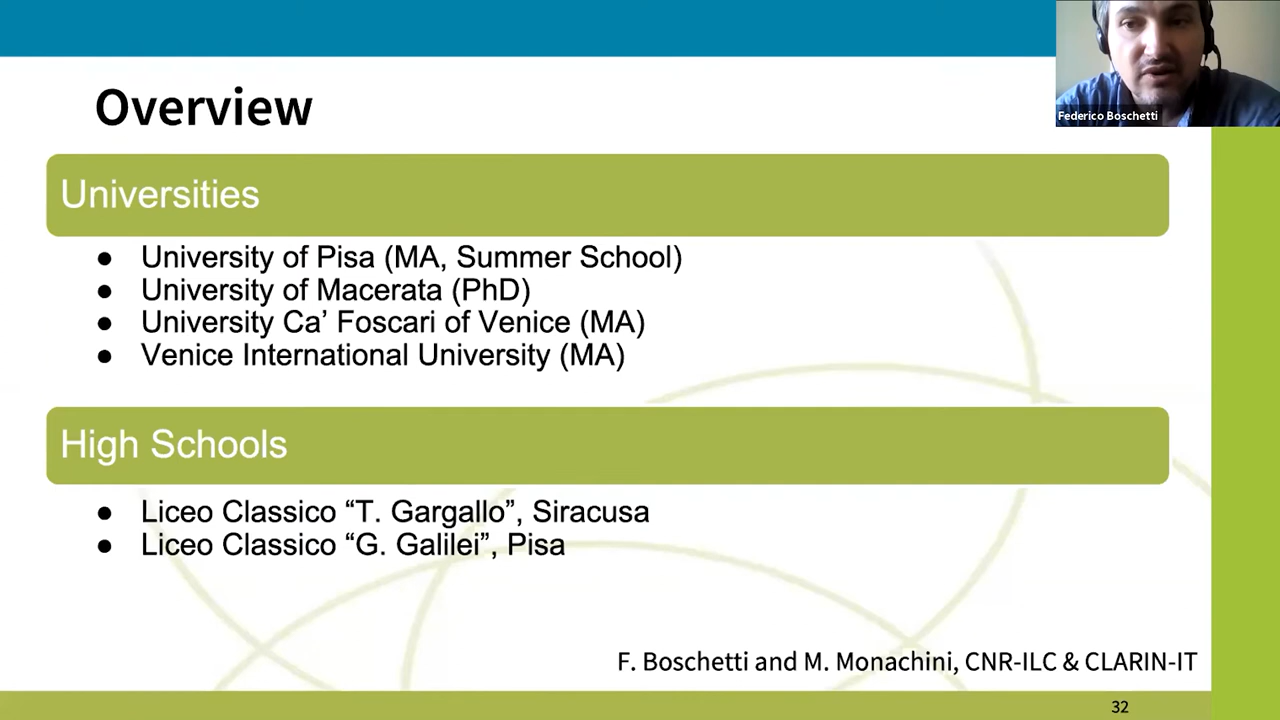 Overview
Federico Boschetti
Universities
● University of Pisa (MA, Summer School)
● University of Macerata (PhD)
● University Ca’ Foscari of Venice (MA)
● Venice International University (MA)
High Schools
● Liceo Classico “T. Gargallo”, Siracusa
● Liceo Classico “G. Galilei”, Pisa
F. Boschetti and M. Monachini, CNR-ILC & CLARIN-IT
32